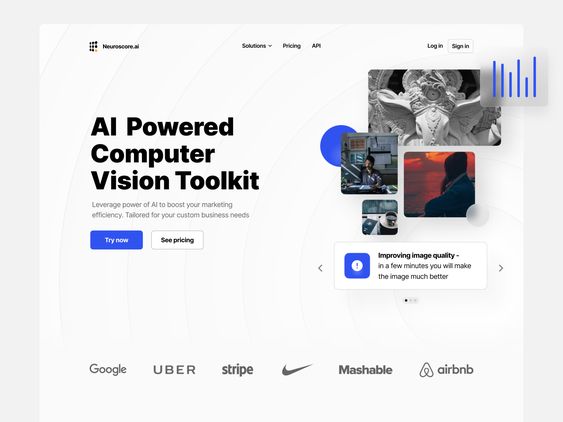 Neuroscore.ai
Solutions
Pricing
API
Log in
Sign in
AI Powered
Computer
Vision Toolkit
Leverage power of AI to boost your marketing
efficiency. Tailored for your custom business needs
Try now
See pricing
Improving image quality -
in a few minutes you will make
the image much better
Google
UBER
stripe
Mashable
airbnb